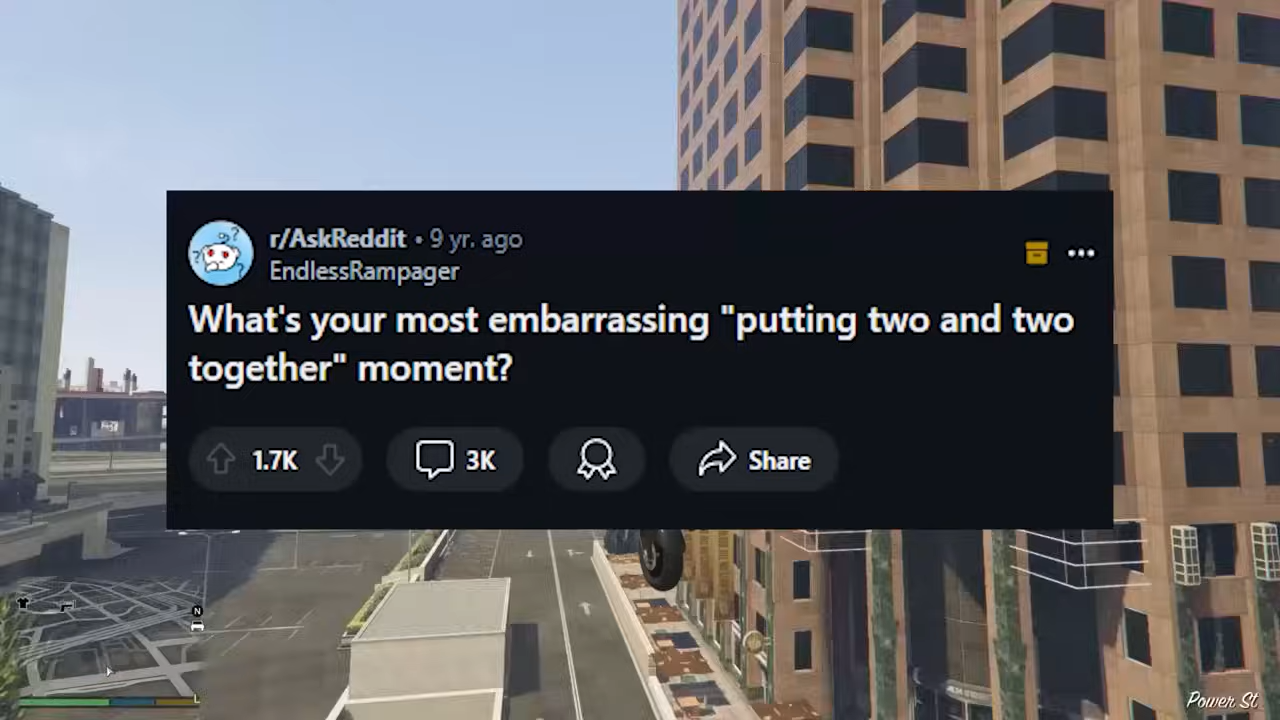 r/AskReddit • 9 yr. ago
EndlessRampager
What's your most embarrassing "putting two and two
together" moment?
1.7K
3K
Share
N
L
Power St